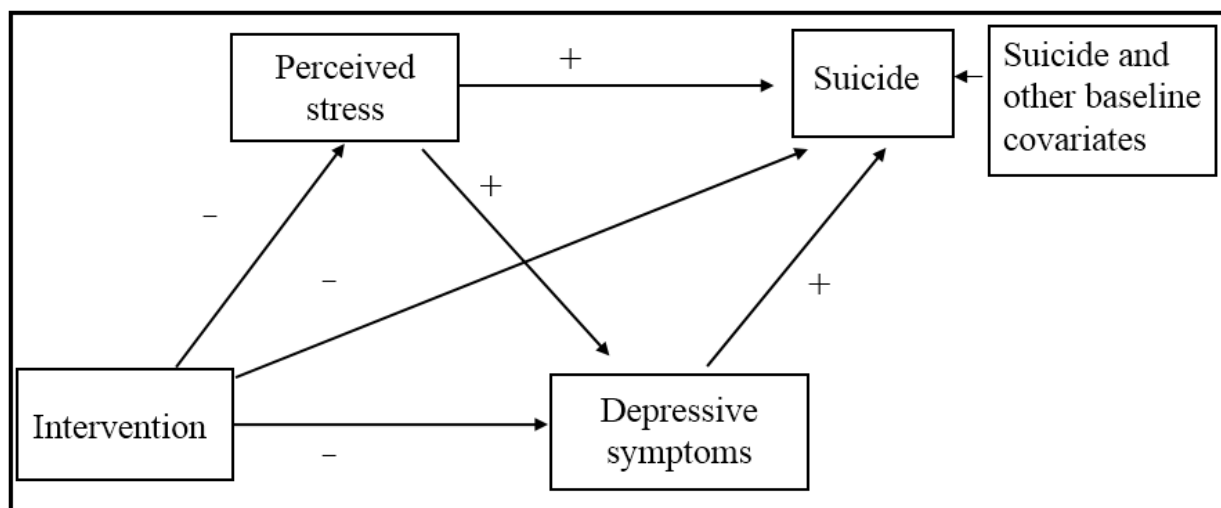 Perceived
stress
+
Suicide
Suicide and
other baseline
covariates
+
-
-
+
Intervention
-
Depressive
symptoms